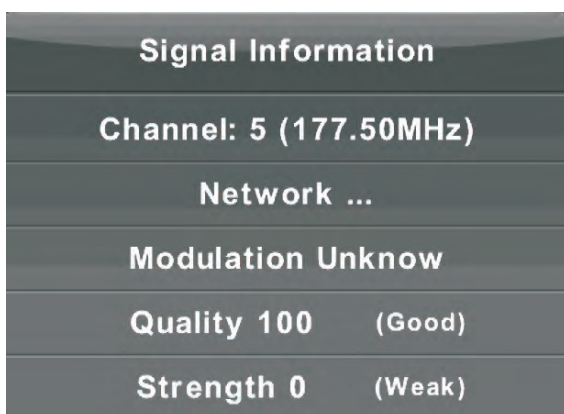 Signal Information
Channel: 5 (177.50MHz)
Network ...
Modulation Unknow
Quality 100 (Good)
Strength 0 (Weak)